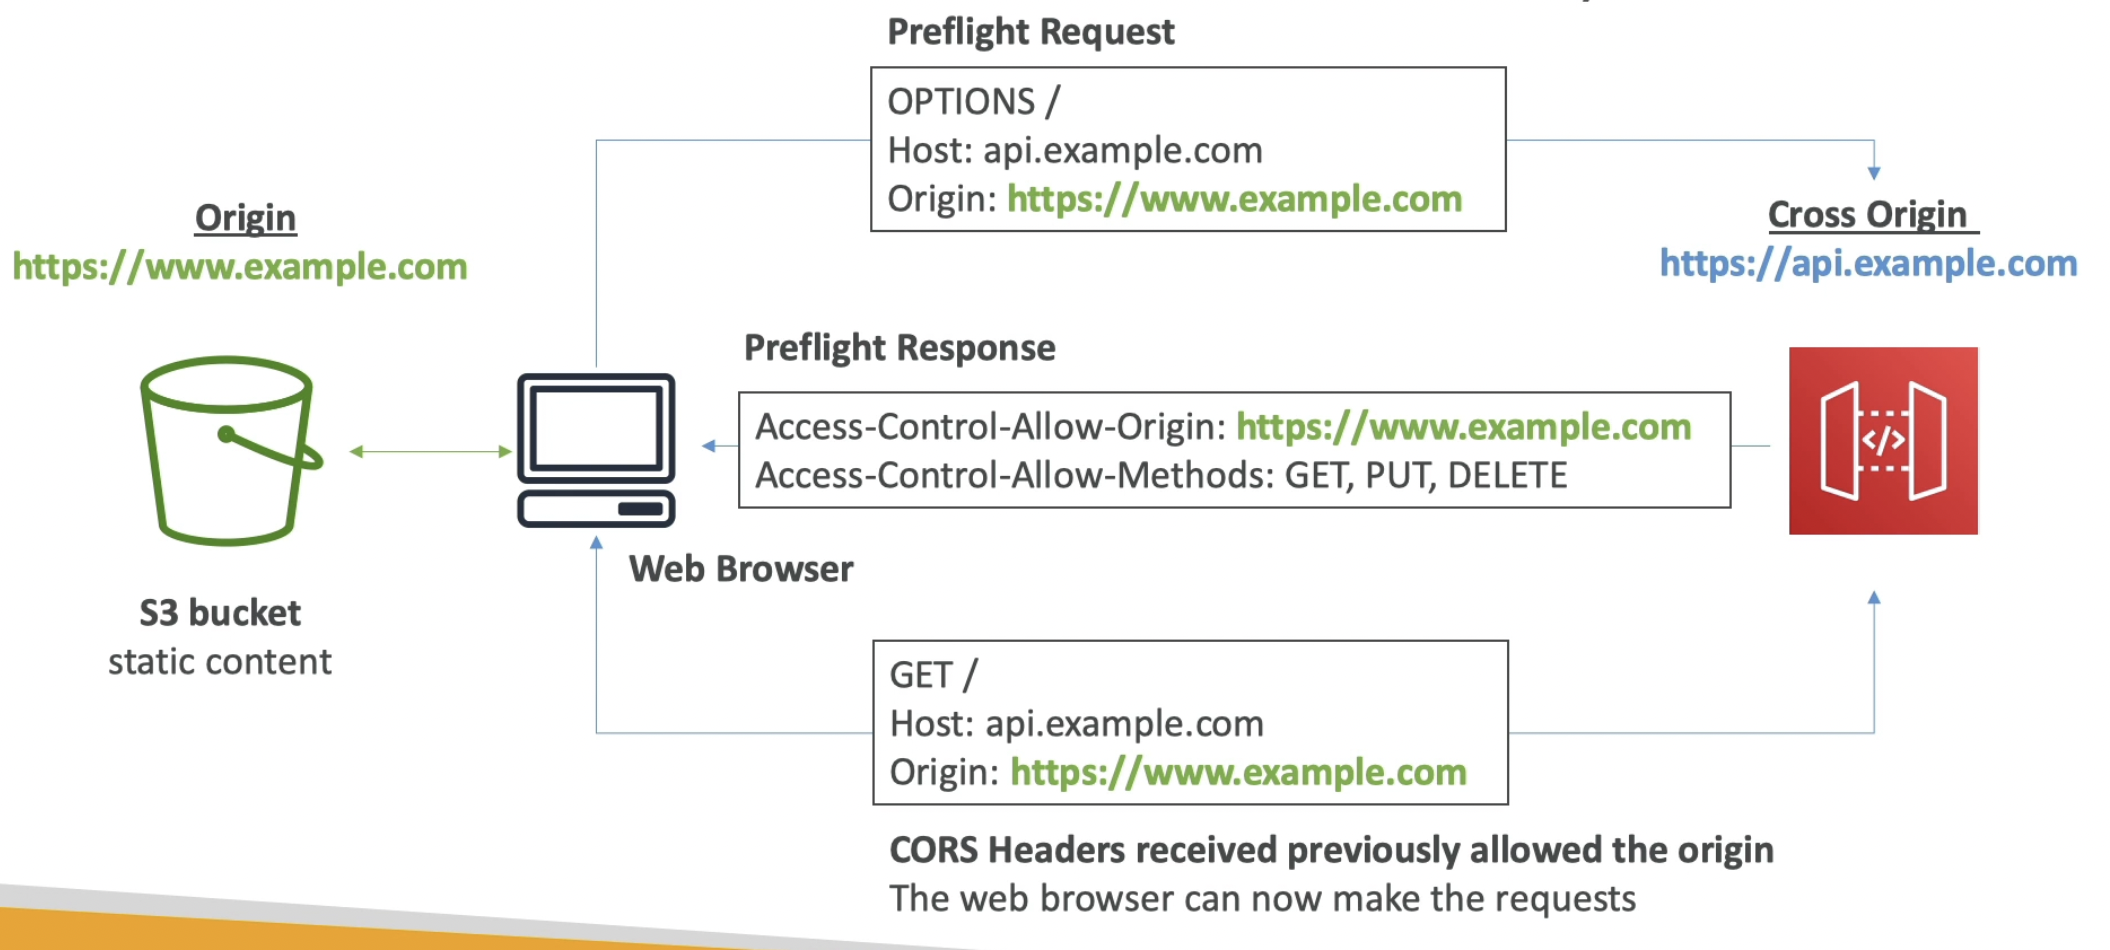 Preflight Request
OPTIONS /
Host: api.example.com
Origin: https://www.example.com
Origin
https://www.example.com
Cross Origin
https://api.example.com
Preflight Response
Access-Control-Allow-Origin: https://www.example.com
Access-Control-Allow-Methods: GET, PUT, DELETE
</>
Web Browser
S3 bucket
static content
GET /
Host: api.example.com
Origin: https://www.example.com
CORS Headers received previously allowed the origin
The web browser can now make the requests